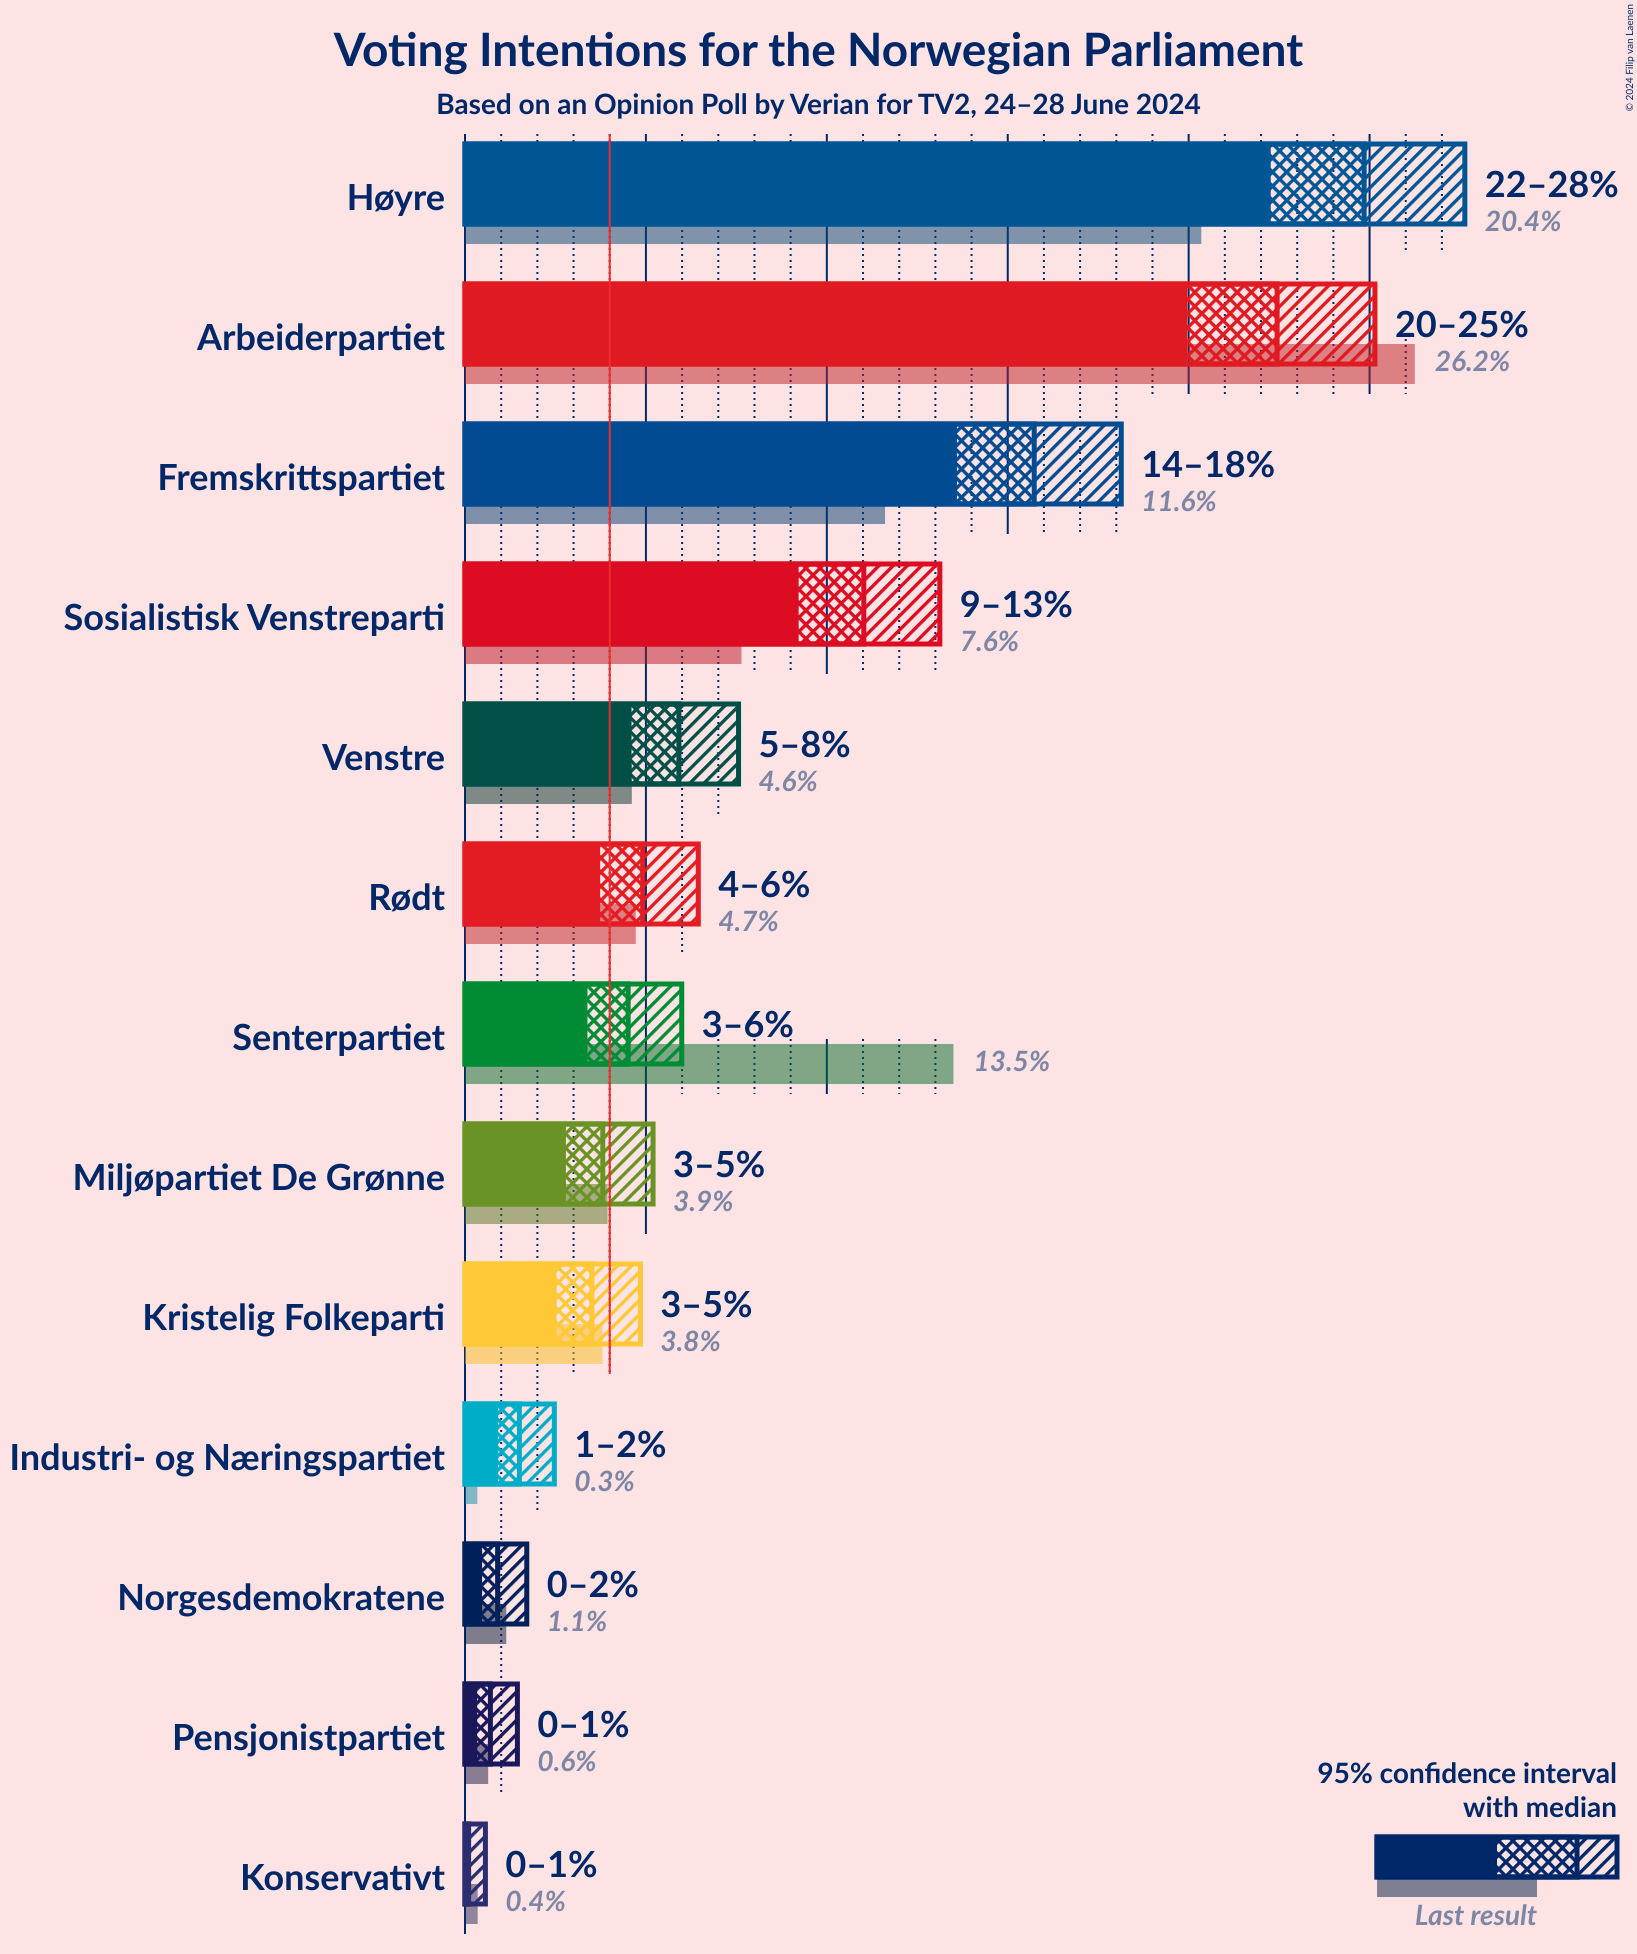 Voting Intentions for the Norwegian Parliament
Based on an Opinion Poll by Verian for TV2, 24–28 June 2024
© 2024 Filip van Laenen
Høyre
22–28%
20.4%
Arbeiderpartiet
20–25%
26.2%
Fremskrittspartiet
14–18%
11.6%
Sosialistisk Venstreparti
9–13%
7.6%
Venstre
5–8%
4.6%
Rødt
4–6%
4.7%
Senterpartiet
3–6%
13.5%
Miljøpartiet De Grønne
3–5%
3.9%
Kristelig Folkeparti
3–5%
3.8%
Industri- og Næringspartiet
1–2%
0.3%
Norgesdemokratene
0–2%
1.1%
Pensjonistpartiet
0–1%
0.6%
Konservativt
0–1%
0.4%
95% confidence interval
with median
Last result